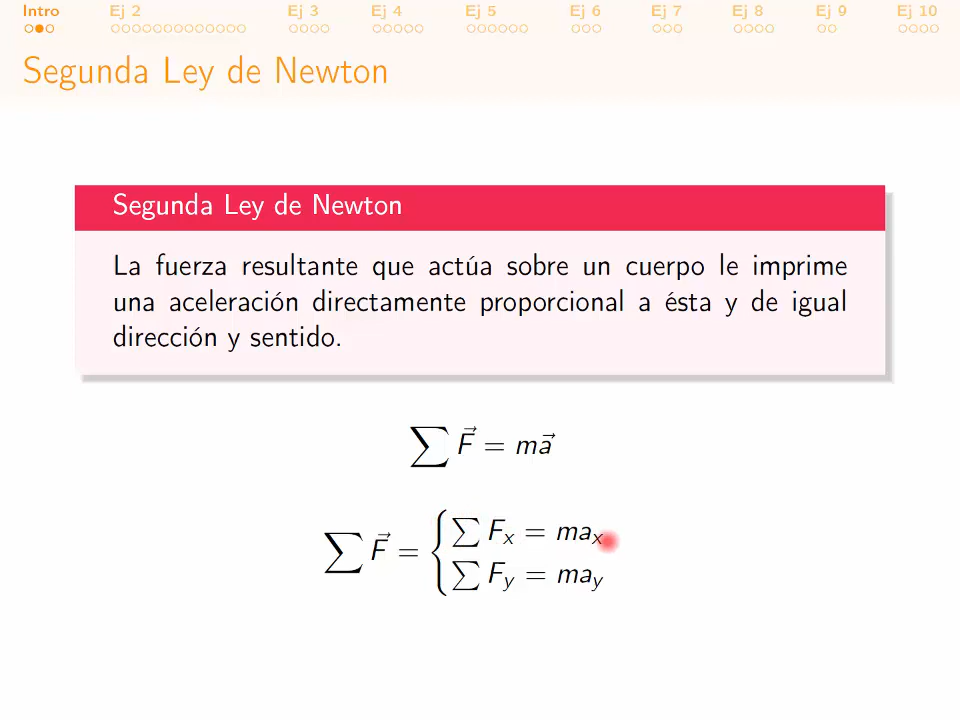 Intro Ej 2 Ej 3 Ej 4 Ej 5 Ej 6 Ej 7 Ej 8 Ej 9 Ej 10
Segunda Ley de Newton
Segunda Ley de Newton
La fuerza resultante que actúa sobre un cuerpo le imprime
una aceleración directamente proporcional a ésta y de igual
dirección y sentido.
∑ F⃗ = ma⃗
∑ F⃗ = { ∑ Fₓ = maₓ
∑ F_y = ma_y